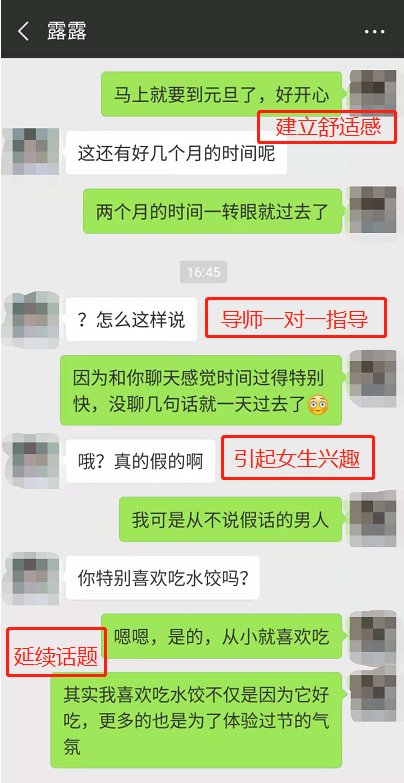 露露
马上就要到元旦了，好开心
建立舒适感
这还有好几个月的时间呢
两个月的时间一转眼就过去了
16:45
？怎么这样说
导师一对一指导
因为和你聊天感觉时间过得特别
快，没聊几句话就一天过去了😳
哦？真的假的啊
引起女生兴趣
我可是从不说假话的男人
你特别喜欢吃水饺吗？
嗯嗯，是的，从小就喜欢吃
延续话题
其实我喜欢吃水饺不仅是因为它好
吃，更多的也是为了体验过节的气
氛